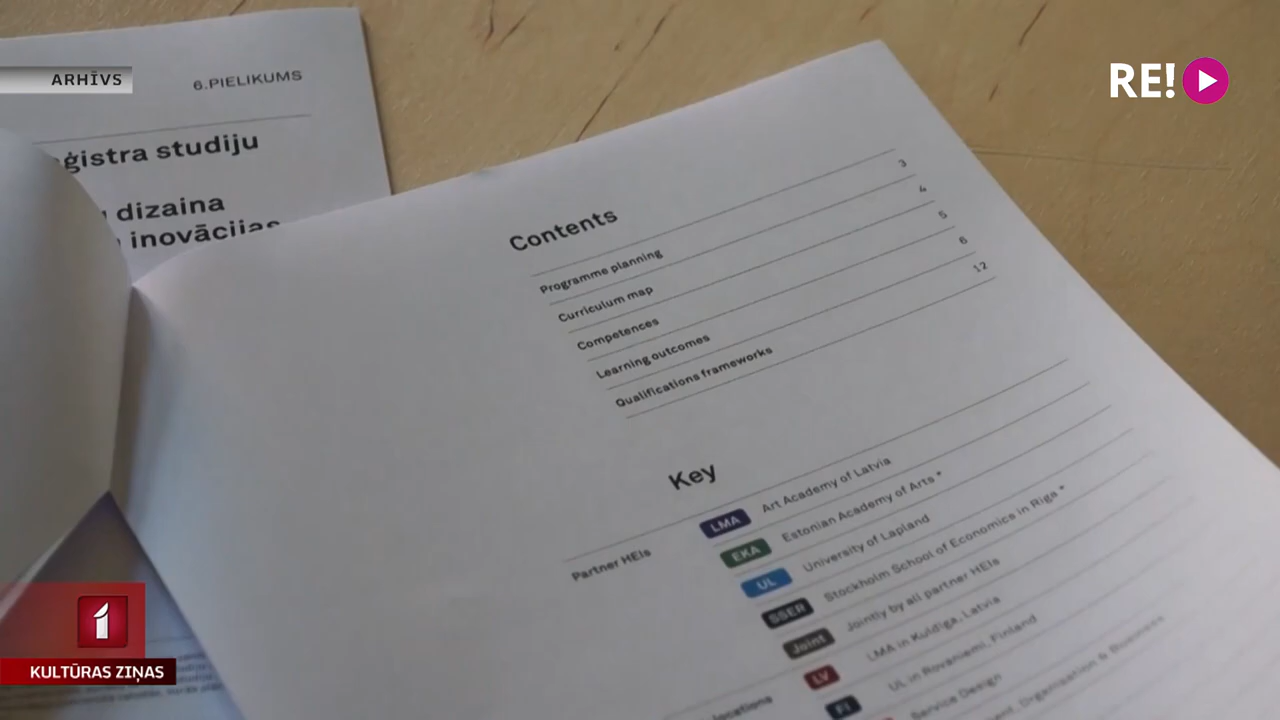 ARHĪVS
6.PIELIKUMS
studiju
dizaina
inovācijas
RE!
Contents
Programme planning 3
Curriculum map 4
Competences 5
Learning outcomes 6
Qualifications frameworks 12
Key
Partner HEIs
LMA Art Academy of Latvia
EKA Estonian Academy of Arts *
UL University of Lapland
SSER Stockholm School of Economics in Riga *
Joint Jointly by all partner HEIs
LV LMA in Kuldīga, Latvia
FI UL in Rovaniemi, Finland
Service Design
Organisation & Business
1
KULTŪRAS ZIŅAS